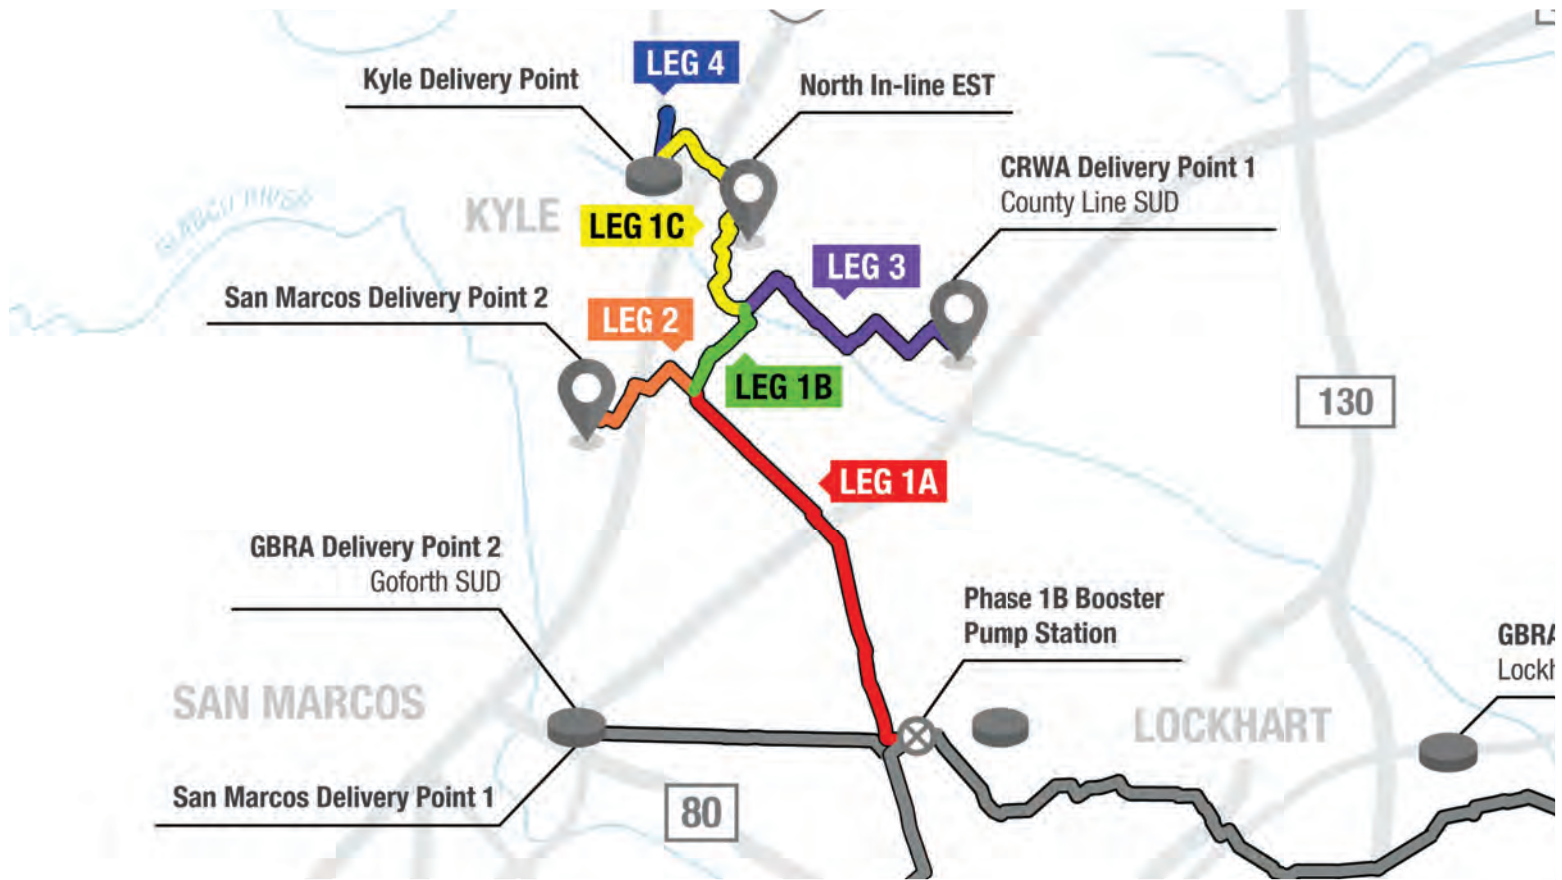 LEG 4
Kyle Delivery Point
North In-line EST
CRWA Delivery Point 1
County Line SUD
KYLE
LEG 1C
LEG 3
San Marcos Delivery Point 2
LEG 2
LEG 1B
130
LEG 1A
GBRA Delivery Point 2
Goforth SUD
Phase 1B Booster
Pump Station
GBRA
SAN MARCOS
LOCKHART
San Marcos Delivery Point 1
80